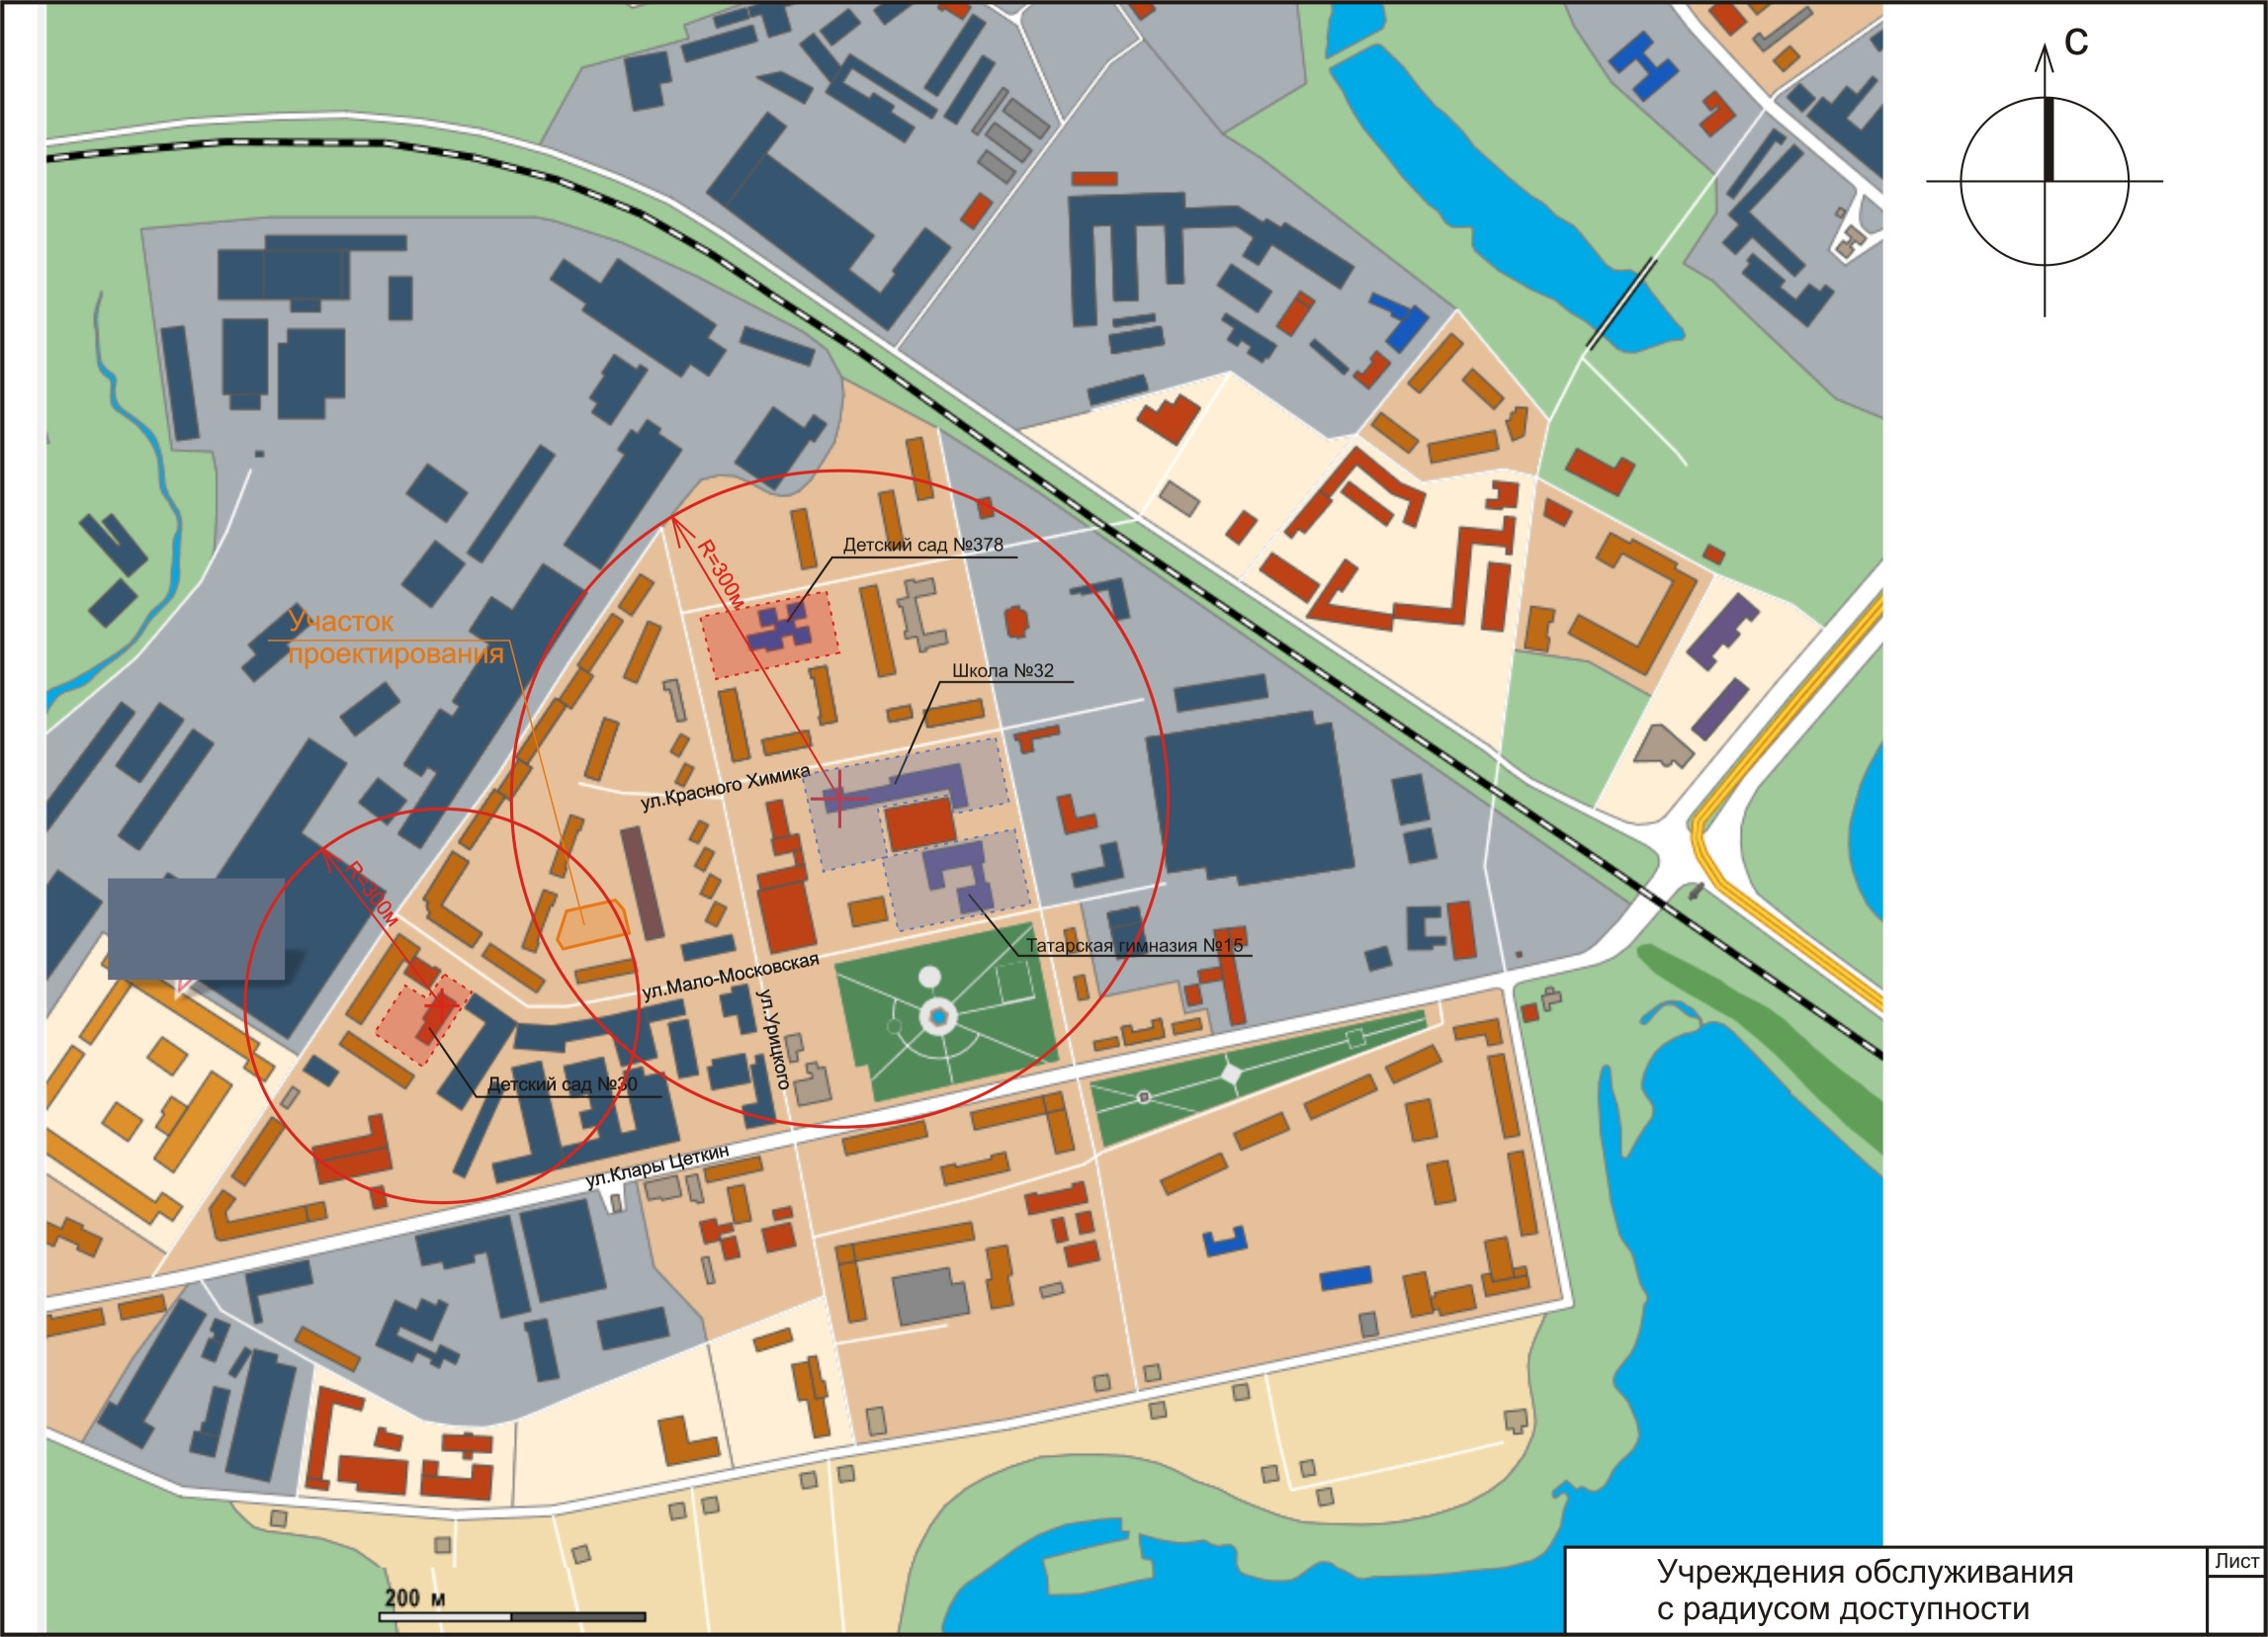 С
R=300м
Детский сад №378
Участок
проектирования
Школа №32
ул.Красного Химика
R=300м
Татарская гимназия №15
ул.Мало-Московская
ул.Урицкого
Детский сад №30
ул.Клары Цеткин
200 м
Учреждения обслуживания
с радиусом доступности
Лист